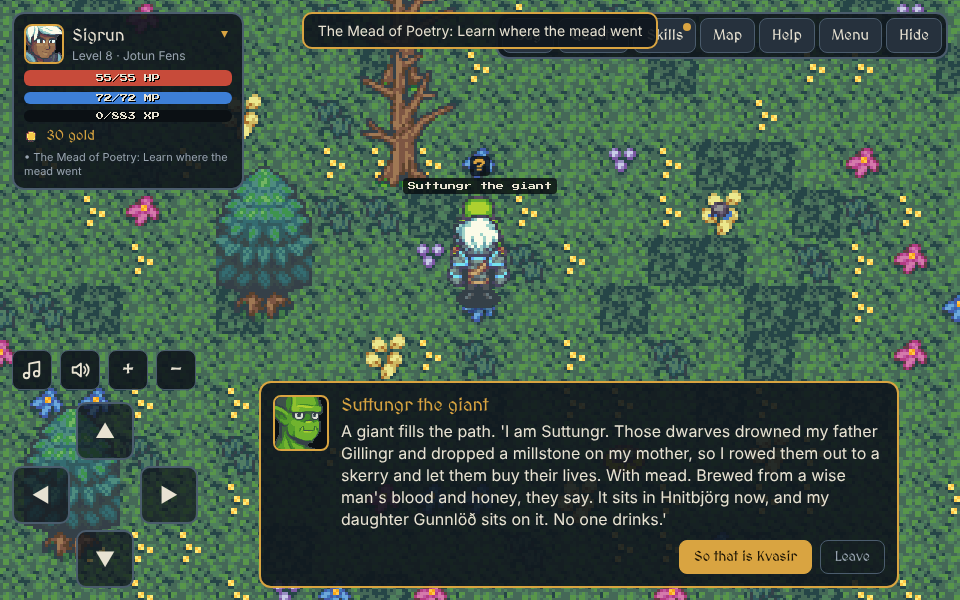 Sigrun
Level 8 · Jotun Fens
55/55 HP
72/72 MP
0/883 XP
30 gold
• The Mead of Poetry: Learn where the mead went
The Mead of Poetry: Learn where the mead went
Map
Help
Menu
Hide
?
Suttungr the giant
+
−
Suttungr the giant
A giant fills the path. 'I am Suttungr. Those dwarves drowned my father
Gillingr and dropped a millstone on my mother, so I rowed them out to a
skerry and let them buy their lives. With mead. Brewed from a wise
man's blood and honey, they say. It sits in Hnitbjörg now, and my
daughter Gunnlöð sits on it. No one drinks.'
So that is Kvasir
Leave